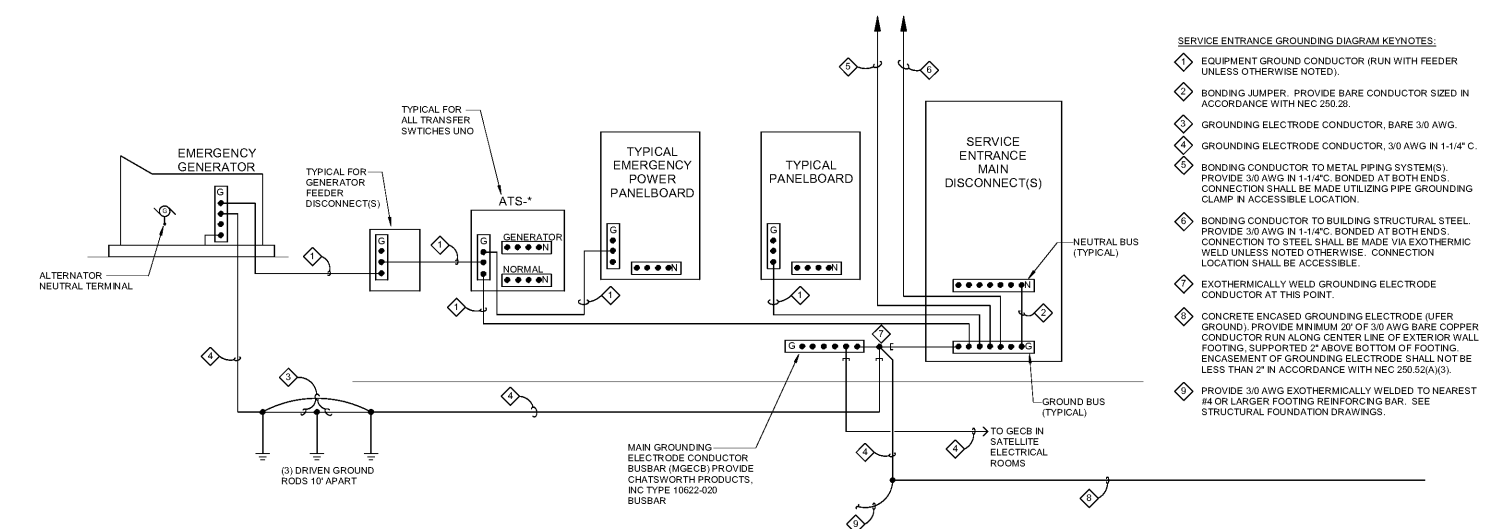 SERVICE ENTRANCE GROUNDING DIAGRAM KEYNOTES:
1 EQUIPMENT GROUND CONDUCTOR (RUN WITH FEEDER
UNLESS OTHERWISE NOTED).
2 BONDING JUMPER. PROVIDE BARE CONDUCTOR SIZED IN
ACCORDANCE WITH NEC 250.28.
3 GROUNDING ELECTRODE CONDUCTOR, BARE 3/0 AWG.
4 GROUNDING ELECTRODE CONDUCTOR, 3/0 AWG IN 1-1/4" C.
5 BONDING CONDUCTOR TO METAL PIPING SYSTEM(S).
PROVIDE 3/0 AWG IN 1-1/4"C. BONDED AT BOTH ENDS.
CONNECTION SHALL BE MADE UTILIZING PIPE GROUNDING
CLAMP IN ACCESSIBLE LOCATION.
6 BONDING CONDUCTOR TO BUILDING STRUCTURAL STEEL.
PROVIDE 3/0 AWG IN 1-1/4"C. BONDED AT BOTH ENDS.
CONNECTION TO STEEL SHALL BE MADE VIA EXOTHERMIC
WELD UNLESS NOTED OTHERWISE. CONNECTION
LOCATION SHALL BE ACCESSIBLE.
7 EXOTHERMICALLY WELD GROUNDING ELECTRODE
CONDUCTOR AT THIS POINT.
8 CONCRETE ENCASED GROUNDING ELECTRODE (UFER
GROUND). PROVIDE MINIMUM 20' OF 3/0 AWG BARE COPPER
CONDUCTOR RUN ALONG CENTER LINE OF EXTERIOR WALL
FOOTING, SUPPORTED 2" ABOVE BOTTOM OF FOOTING.
ENCASEMENT OF GROUNDING ELECTRODE SHALL NOT BE
LESS THAN 2" IN ACCORDANCE WITH NEC 250.52(A)(3).
9 PROVIDE 3/0 AWG EXOTHERMICALLY WELDED TO NEAREST
#4 OR LARGER FOOTING REINFORCING BAR. SEE
STRUCTURAL FOUNDATION DRAWINGS.
EMERGENCY
GENERATOR
G
G
ALTERNATOR
NEUTRAL TERMINAL
TYPICAL FOR
GENERATOR
FEEDER
DISCONNECT(S)
G
1
TYPICAL FOR
ALL TRANSFER
SWTICHES UNO
ATS-*
G
GENERATOR
N
NORMAL
N
1
1
TYPICAL
EMERGENCY
POWER
PANELBOARD
G
N
1
TYPICAL
PANELBOARD
G
N
1
5
6
SERVICE
ENTRANCE
MAIN
DISCONNECT(S)
N
2
G
NEUTRAL BUS
(TYPICAL)
GROUND BUS
(TYPICAL)
G
7
4
3
4
(3) DRIVEN GROUND
RODS 10' APART
MAIN GROUNDING
ELECTRODE CONDUCTOR
BUSBAR (MGECB) PROVIDE
CHATSWORTH PRODUCTS,
INC TYPE 10622-020
BUSBAR
4
4
TO GECB IN
SATELLITE
ELECTRICAL
ROOMS
8
9